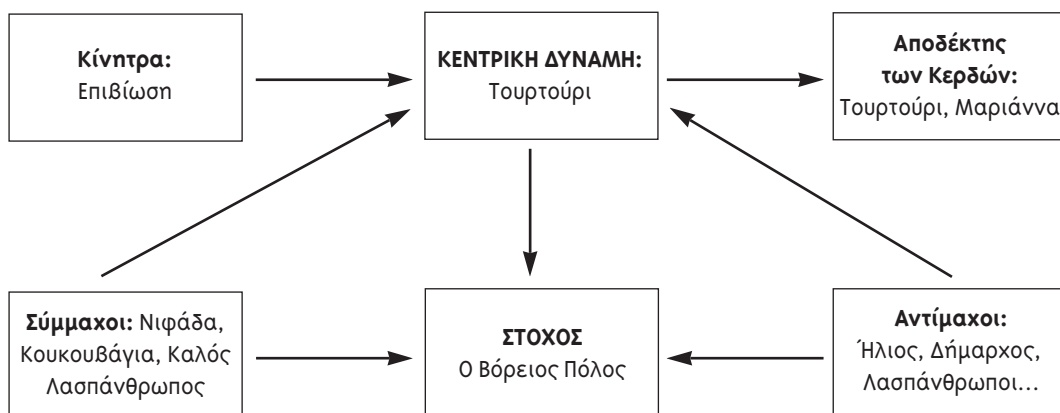 Κίνητρα:
Επιβίωση
ΚΕΝΤΡΙΚΗ ΔΥΝΑΜΗ:
Τουρτούρι
Αποδέκτης
των Κερδών:
Τουρτούρι, Μαριάννα
Σύμμαχοι: Νιφάδα,
Κουκουβάγια, Καλός
Λασπάνθρωπος
ΣΤΟΧΟΣ
Ο Βόρειος Πόλος
Αντίμαχοι:
Ήλιος, Δήμαρχος,
Λασπάνθρωποι…